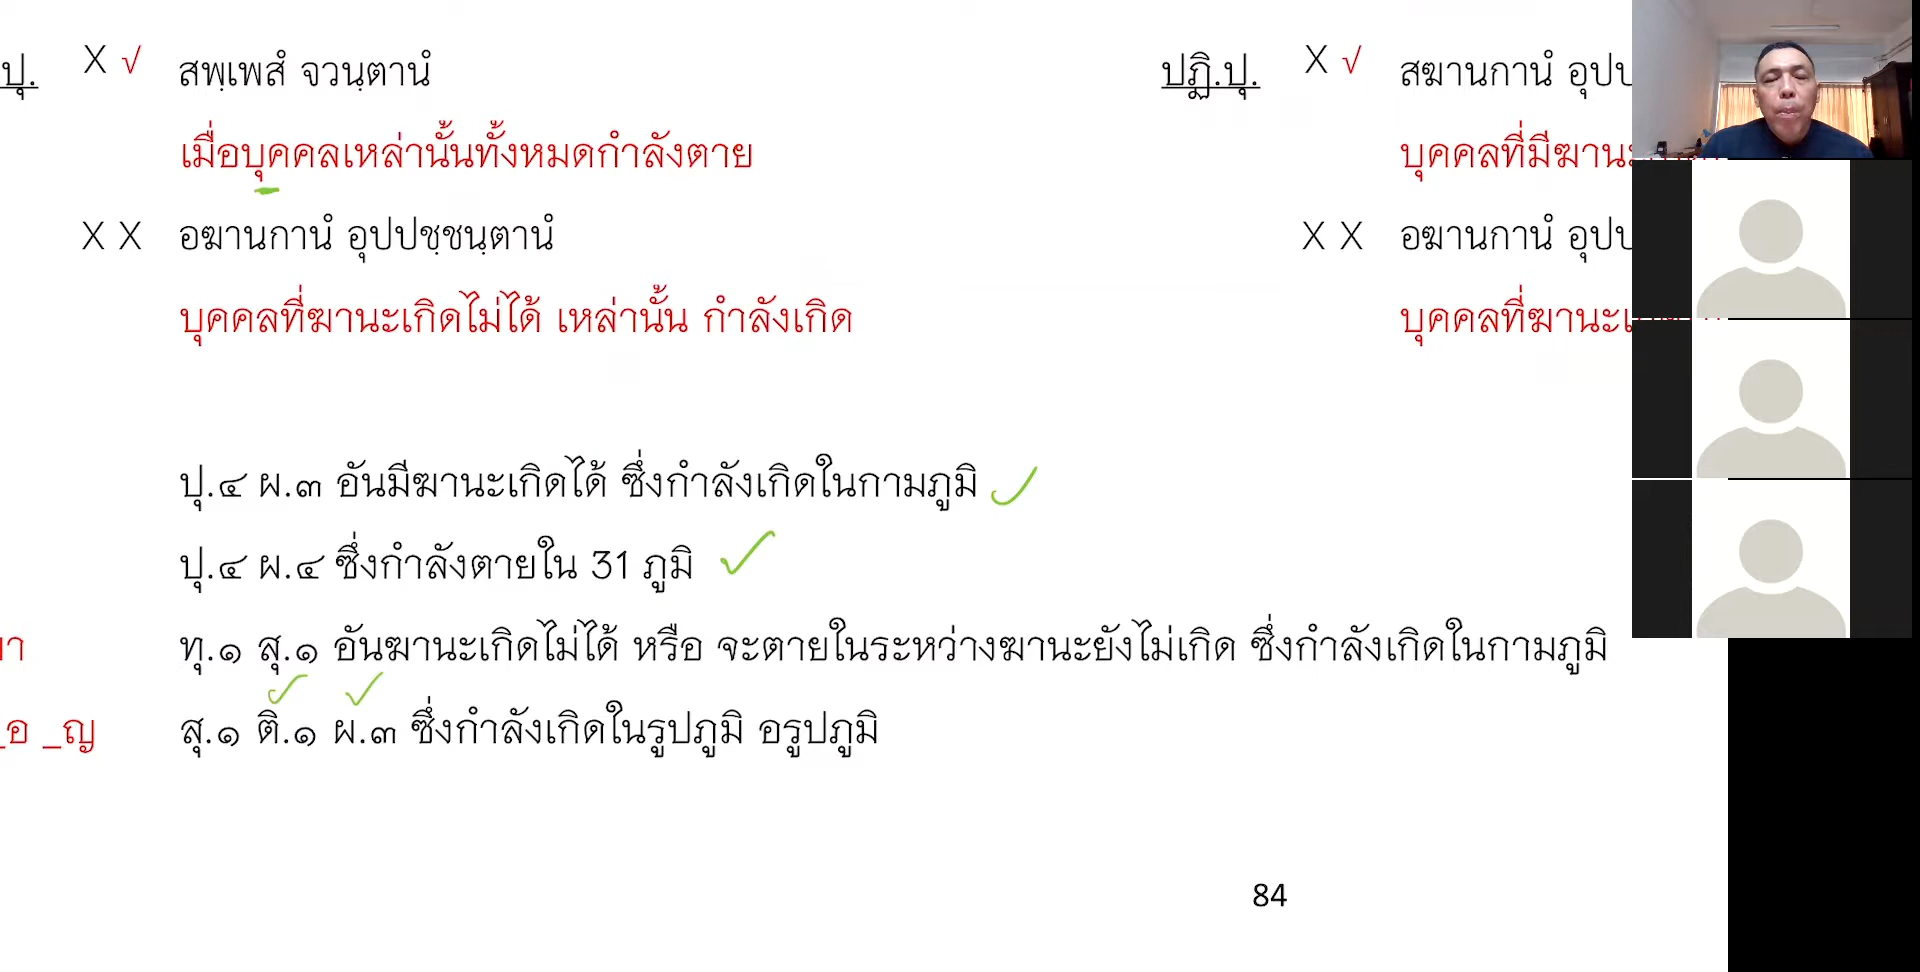 ปุ. X √ สพฺเพสํ จวนฺตานํ
เมื่อบุคคลเหล่านั้นทั้งหมดกำลังตาย
X X อฆานกานํ อุปปชฺชนฺตานํ
บุคคลที่ฆานะเกิดไม่ได้ เหล่านั้น กำลังเกิด
ปฏิ.ปุ. X √ สฆานกานํ อุปป
บุคคลที่มีฆานะ
X X อฆานกานํ อุปป
บุคคลที่ฆานะ
ปุ.๔ ผ.๓ อันมีฆานะเกิดได้ ซึ่งกำลังเกิดในกามภูมิ
ปุ.๔ ผ.๔ ซึ่งกำลังตายใน 31 ภูมิ
ทุ.๑ สุ.๑ อันฆานะเกิดไม่ได้ หรือ จะตายในระหว่างฆานะยังไม่เกิด ซึ่งกำลังเกิดในกามภูมิ
_อ _ญ สุ.๑ ติ.๑ ผ.๓ ซึ่งกำลังเกิดในรูปภูมิ อรูปภูมิ
84